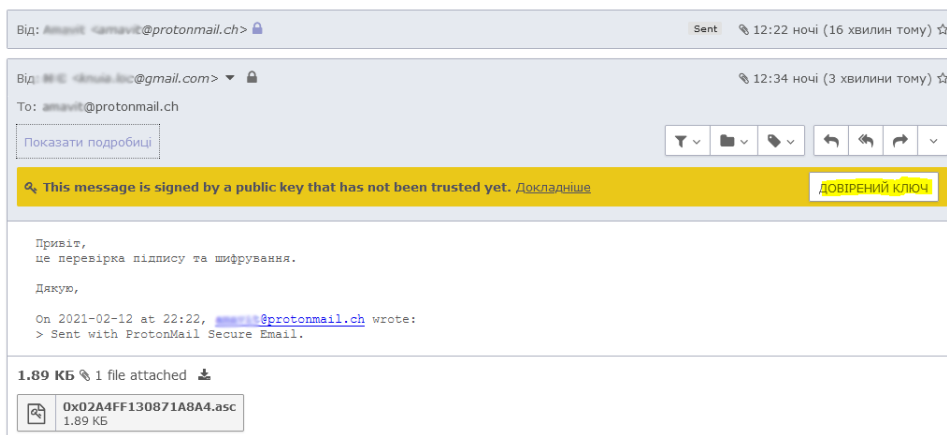 Від: @protonmail.ch> Sent 12:22 ночі (16 хвилин тому)
Від: @gmail.com> 12:34 ночі (3 хвилини тому)
To: @protonmail.ch
Показати подробиці
This message is signed by a public key that has not been trusted yet. Докладніше ДОВІРЕНИЙ КЛЮЧ
Привіт,
це перевірка підпису та шифрування.
Дякую,
On 2021-02-12 at 22:22, @protonmail.ch wrote:
> Sent with ProtonMail Secure Email.
1.89 КБ 1 file attached
0x02A4FF130871A8A4.asc
1.89 КБ